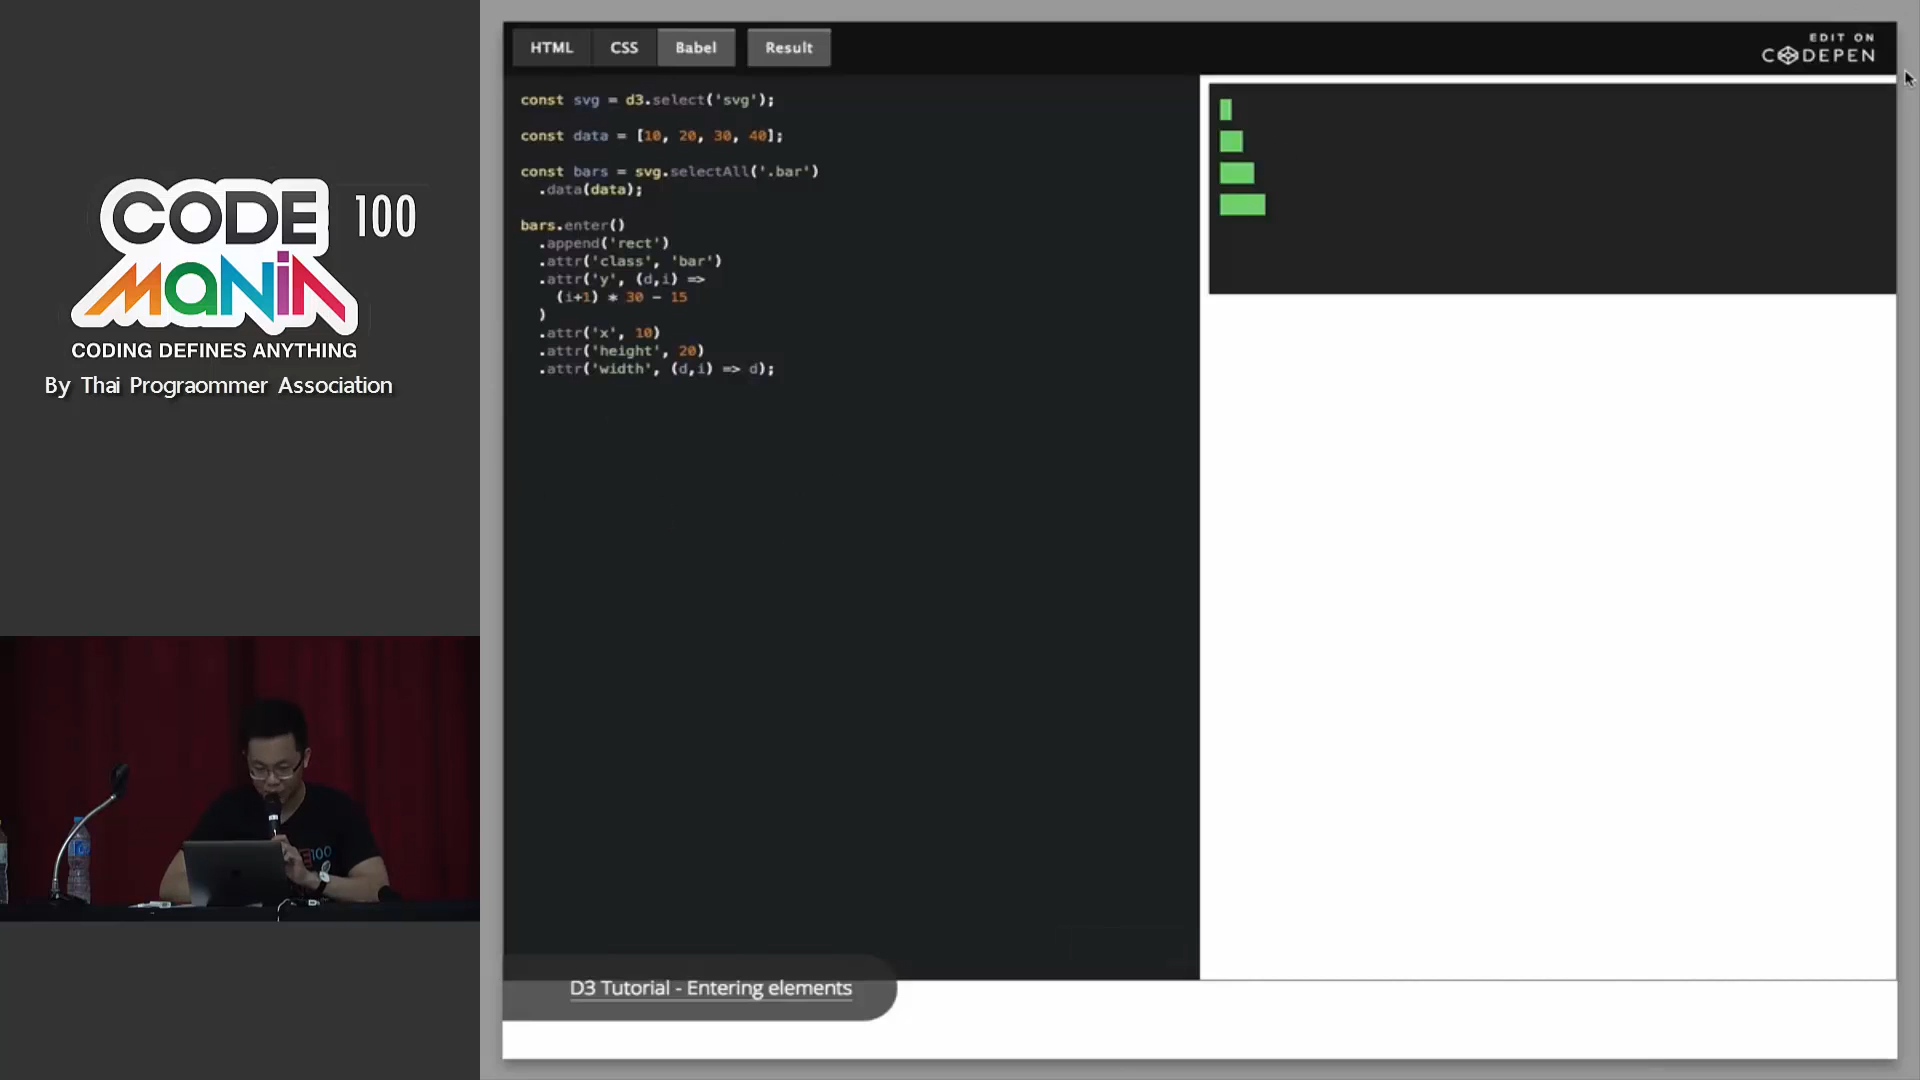 CODE 100
MANiA
CODING DEFINES ANYTHING
By Thai Prograommer Association
HTML CSS Babel Result
EDIT ON
CODEPEN
const svg = d3.select('svg');
const data = [10, 20, 30, 40];
const bars = svg.selectAll('.bar')
.data(data);
bars.enter()
.append('rect')
.attr('class', 'bar')
.attr('y', (d,i) =>
(i+1) * 30 - 15
)
.attr('x', 10)
.attr('height', 20)
.attr('width', (d,i) => d);
D3 Tutorial - Entering elements
100